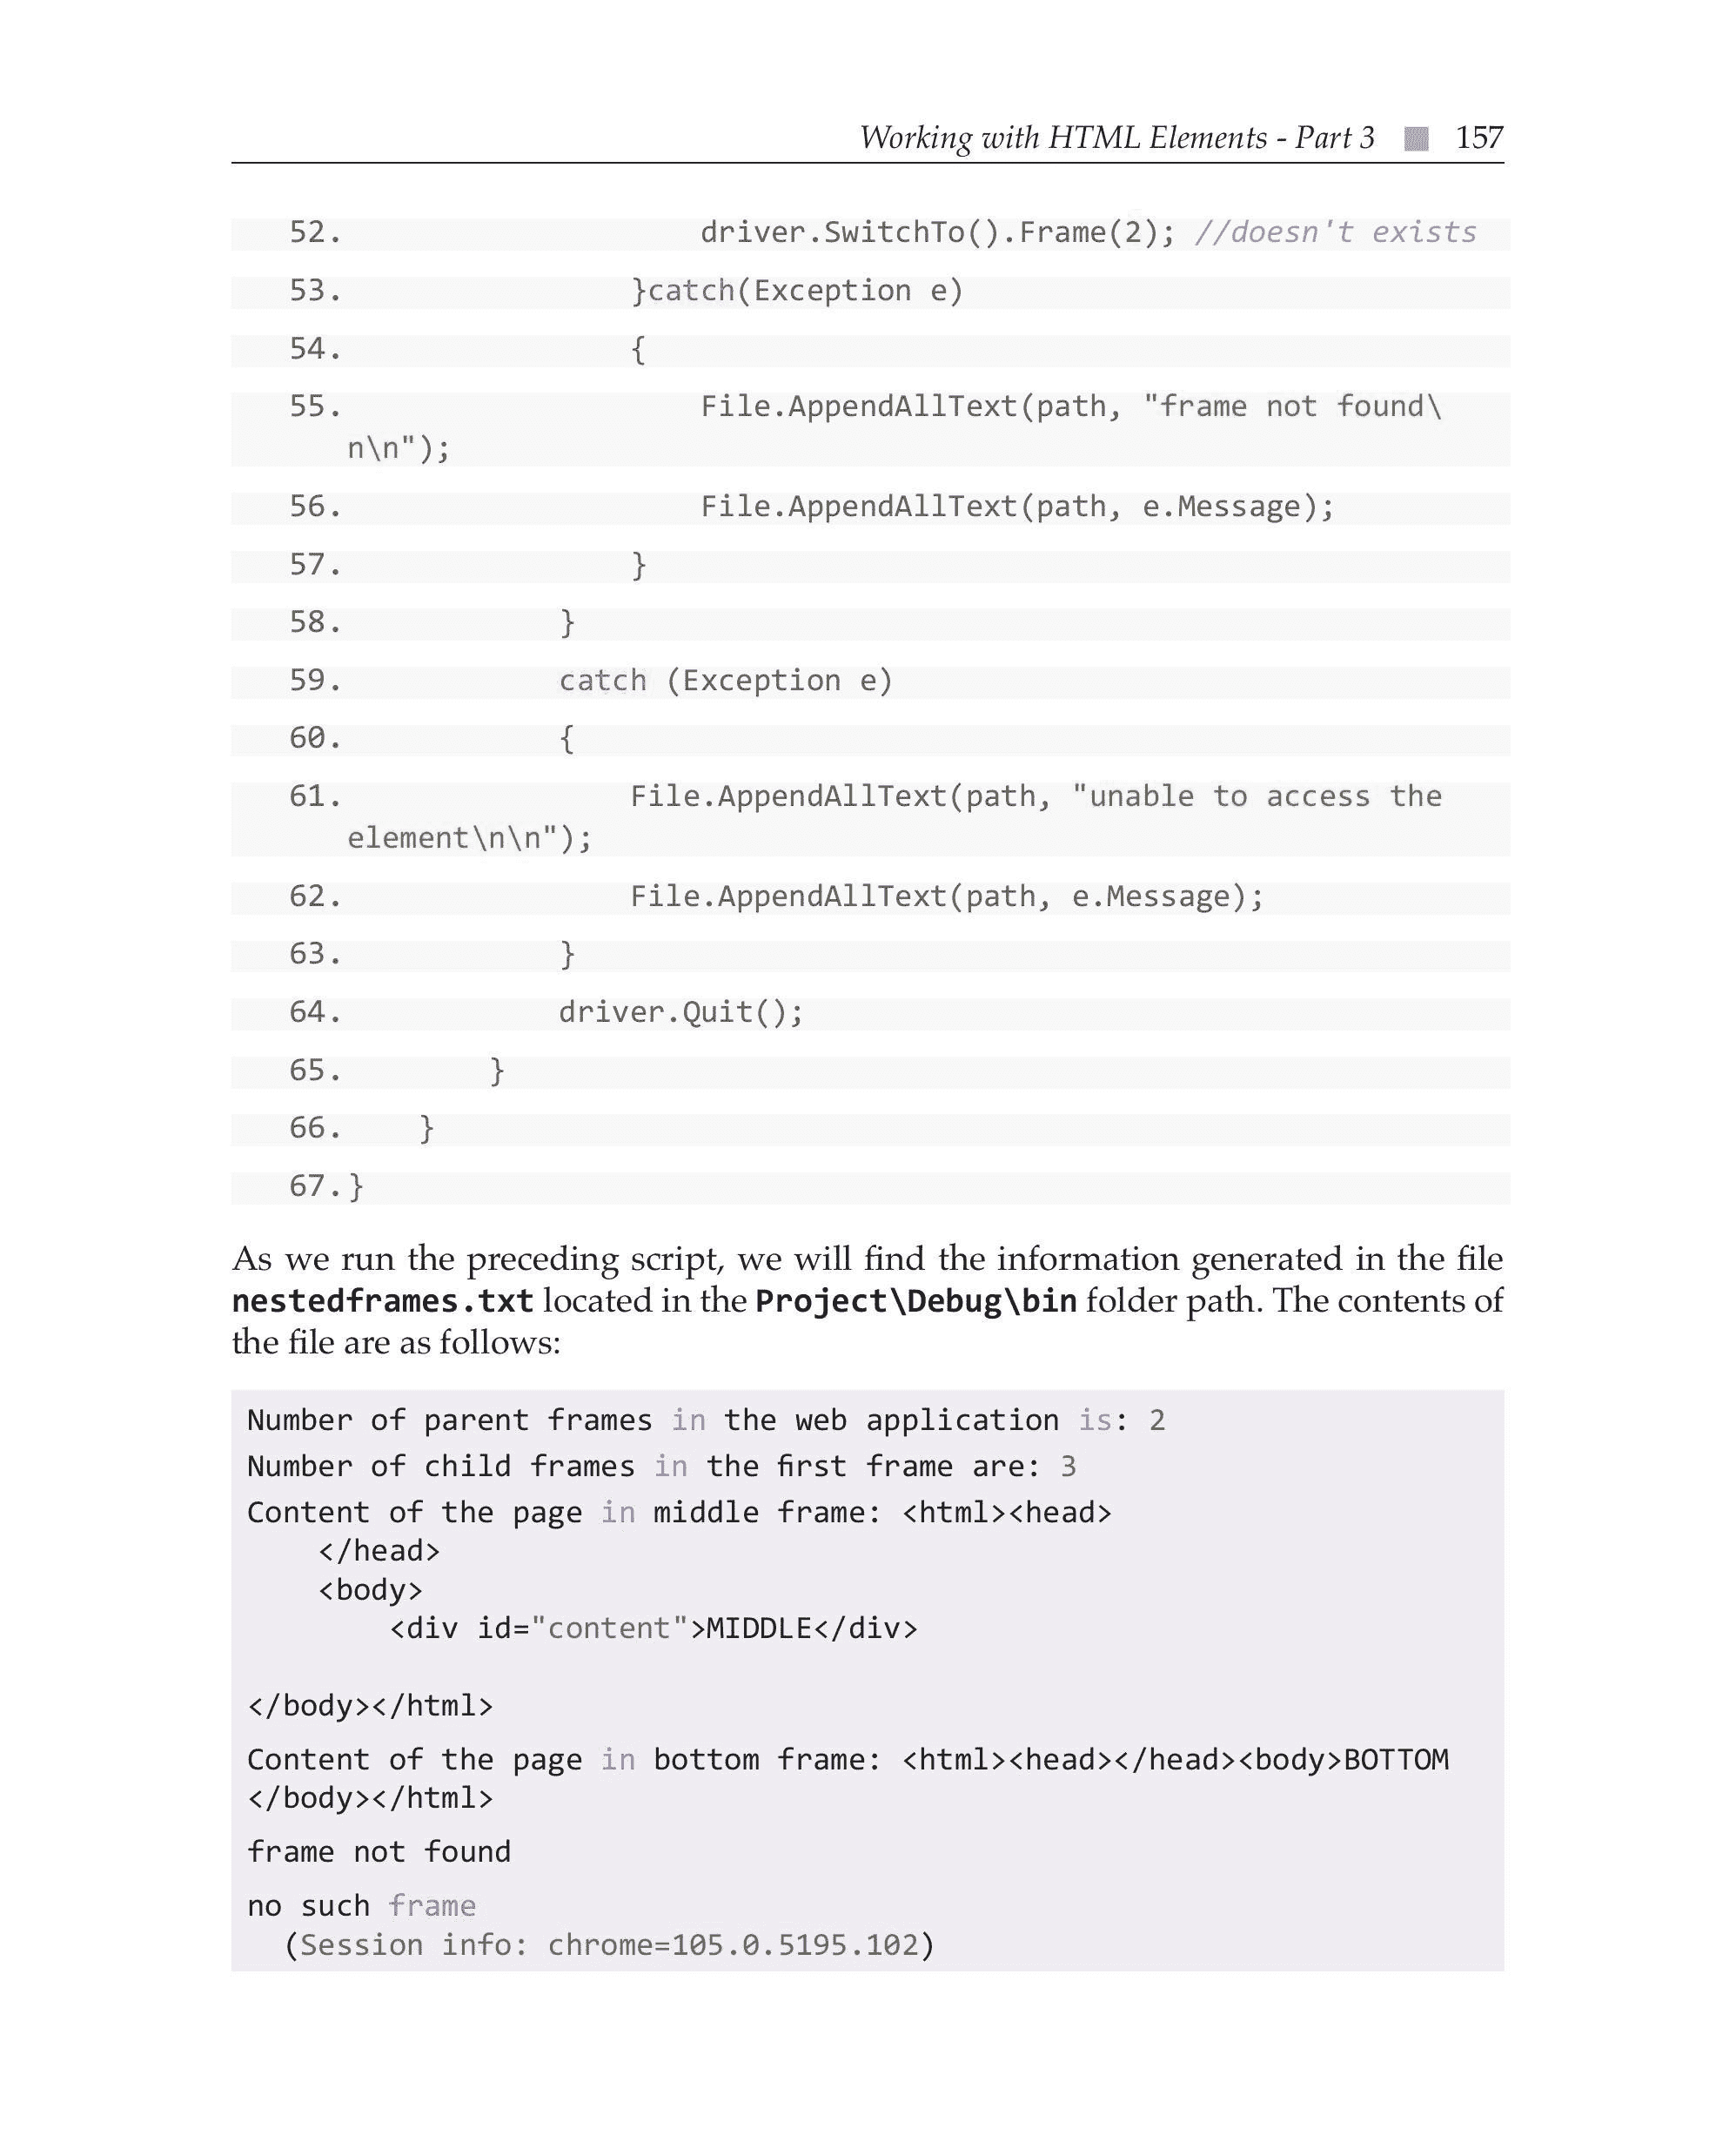 Working with HTML Elements - Part 3 157
52. driver.SwitchTo().Frame(2); //doesn't exists
53. }catch(Exception e)
54. {
55. File.AppendAllText(path, "frame not found\
n\n");
56. File.AppendAllText(path, e.Message);
57. }
58. }
59. catch (Exception e)
60. {
61. File.AppendAllText(path, "unable to access the
element\n\n");
62. File.AppendAllText(path, e.Message);
63. }
64. driver.Quit();
65. }
66. }
67. }
As we run the preceding script, we will find the information generated in the file
nestedframes.txt located in the Project\Debug\bin folder path. The contents of
the file are as follows:
Number of parent frames in the web application is: 2
Number of child frames in the first frame are: 3
Content of the page in middle frame: <html><head>
</head>
<body>
<div id="content">MIDDLE</div>
</body></html>
Content of the page in bottom frame: <html><head></head><body>BOTTOM
</body></html>
frame not found
no such frame
(Session info: chrome=105.0.5195.102)